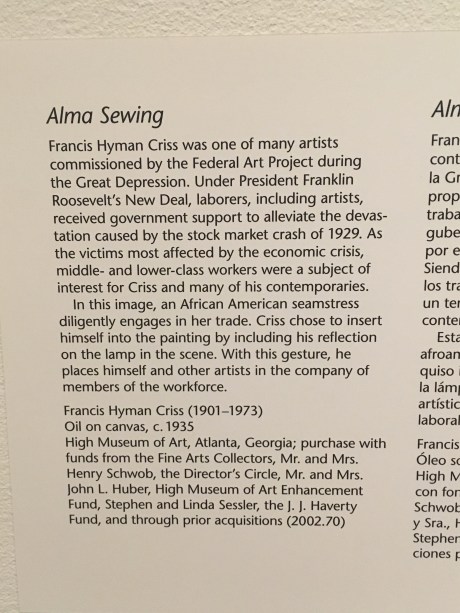 Alma Sewing
Francis Hyman Criss was one of many artists
commissioned by the Federal Art Project during
the Great Depression. Under President Franklin
Roosevelt's New Deal, laborers, including artists,
received government support to alleviate the devas-
tation caused by the stock market crash of 1929. As
the victims most affected by the economic crisis,
middle- and lower-class workers were a subject of
interest for Criss and many of his contemporaries.
In this image, an African American seamstress
diligently engages in her trade. Criss chose to insert
himself into the painting by including his reflection
on the lamp in the scene. With this gesture, he
places himself and other artists in the company of
members of the workforce.
Francis Hyman Criss (1901–1973)
Oil on canvas, c. 1935
High Museum of Art, Atlanta, Georgia; purchase with
funds from the Fine Arts Collectors, Mr. and Mrs.
Henry Schwob, the Director's Circle, Mr. and Mrs.
John L. Huber, High Museum of Art Enhancement
Fund, Stephen and Linda Sessler, the J. J. Haverty
Fund, and through prior acquisitions (2002.70)
Aln
Fran
cont
la Gr
prop
traba
gube
por e
Siend
los tra
un ter
conte
Esta
afroan
quiso
la lámp
artístic
laboral
Francis
Óleo so
High M
con fon
Schwob
y Sra., H
Stephen
ciones p